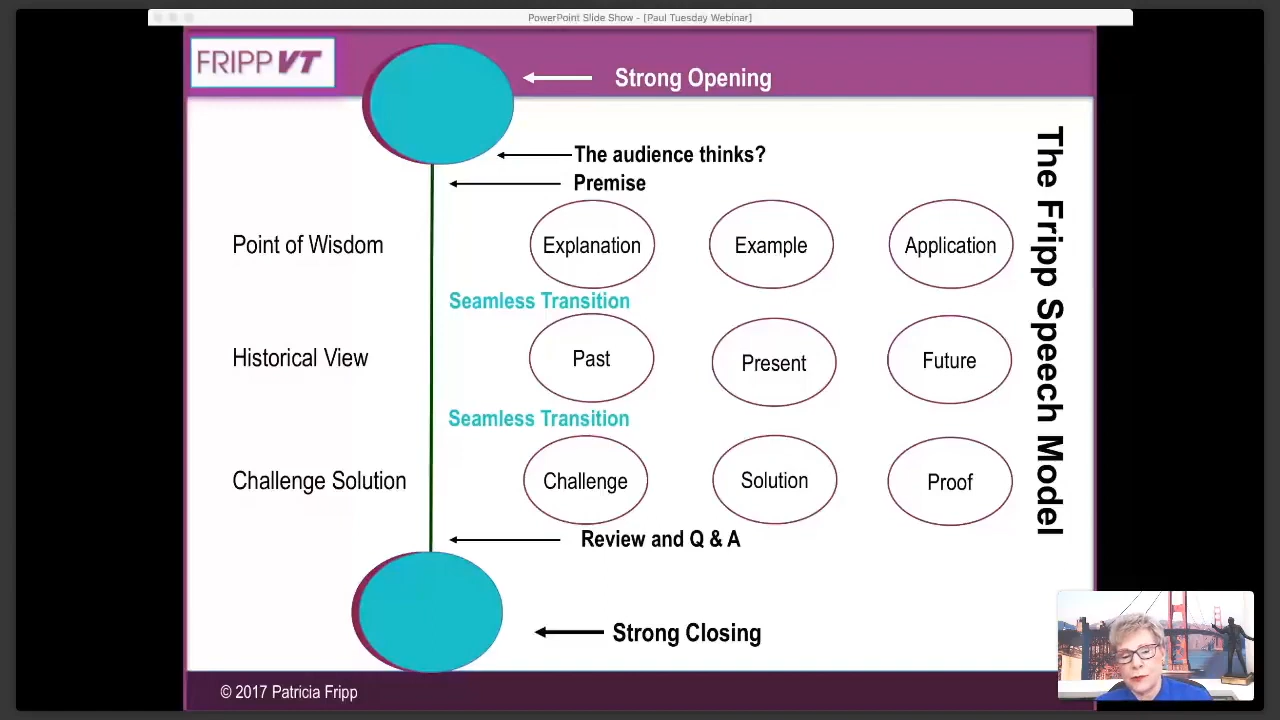 PowerPoint Slide Show - [Paul Tuesday Webinar]
FRIPP VT
Strong Opening
The audience thinks?
Premise
Point of Wisdom
Explanation
Example
Application
Seamless Transition
Historical View
Past
Present
Future
Seamless Transition
Challenge Solution
Challenge
Solution
Proof
Review and Q & A
Strong Closing
The Fripp Speech Model
© 2017 Patricia Fripp